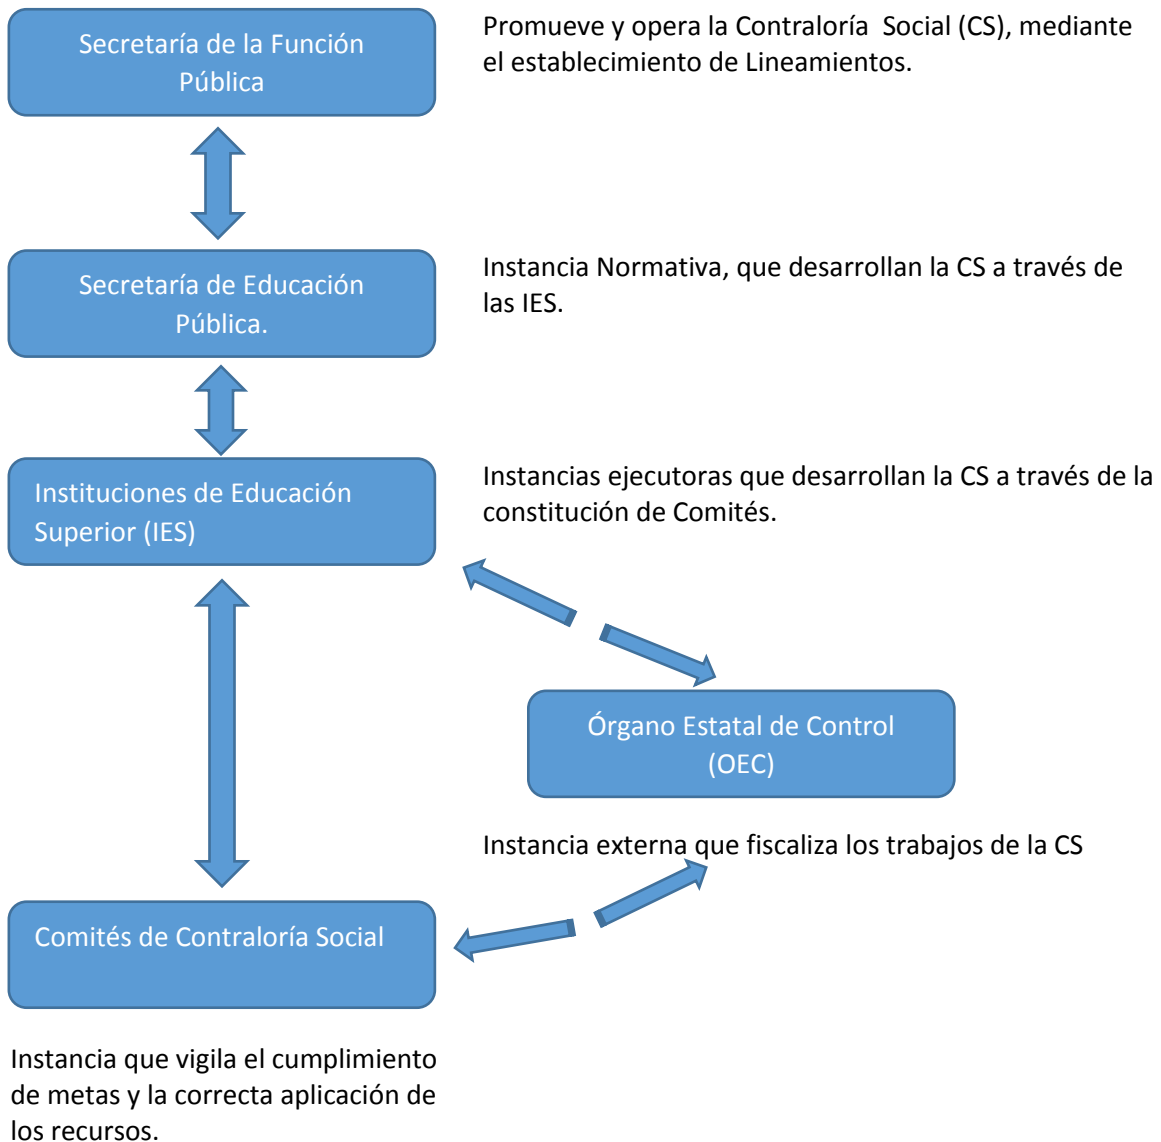 Secretaría de la Función
Pública
Promueve y opera la Contraloría  Social (CS), mediante
el establecimiento de Lineamientos.
Secretaría de Educación
Pública.
Instancia Normativa, que desarrollan la CS a través de
las IES.
Instituciones de Educación
Superior (IES)
Instancias ejecutoras que desarrollan la CS a través de la
constitución de Comités.
Órgano Estatal de Control
(OEC)
Instancia externa que fiscaliza los trabajos de la CS
Comités de Contraloría Social
Instancia que vigila el cumplimiento
de metas y la correcta aplicación de
los recursos.